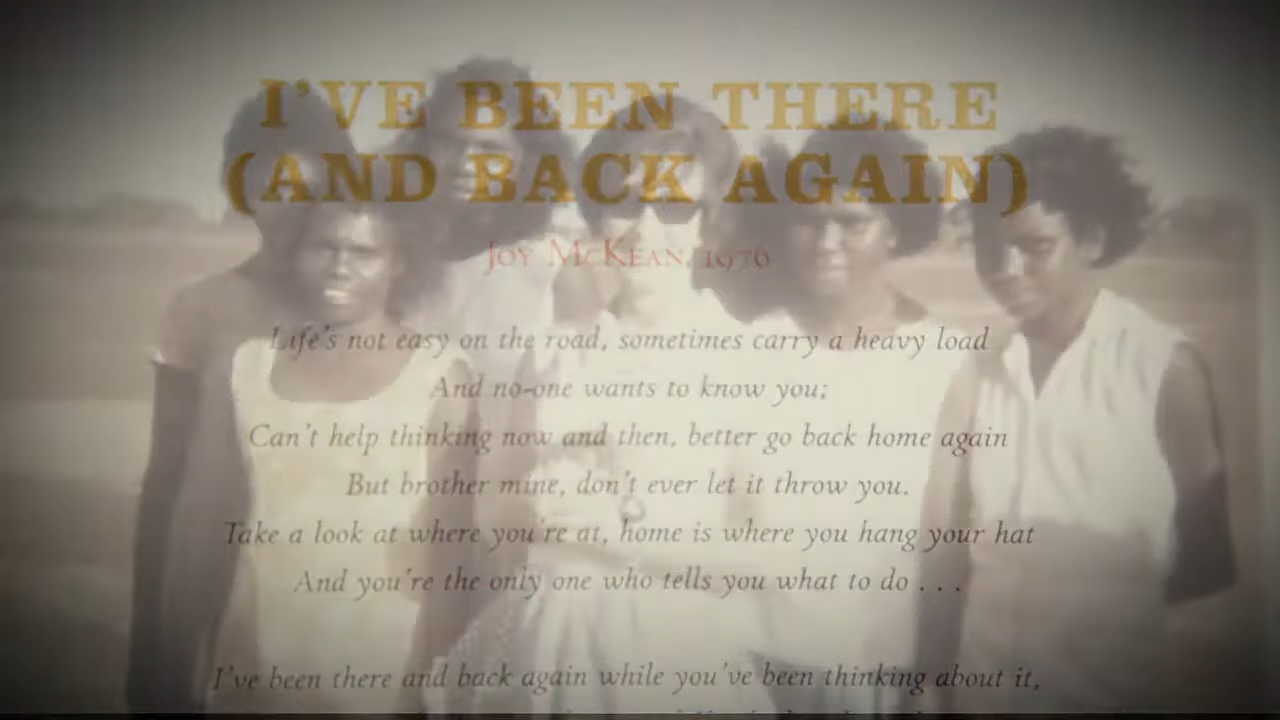 I'VE BEEN THERE
(AND BACK AGAIN)
JOY MCKEAN, 1976
Life's not easy on the road, sometimes carry a heavy load
And no-one wants to know you;
Can't help thinking now and then, better go back home again
But brother mine, don't ever let it throw you.
Take a look at where you're at, home is where you hang your hat
And you're the only one who tells you what to do . . .
I've been there and back again while you've been thinking about it,